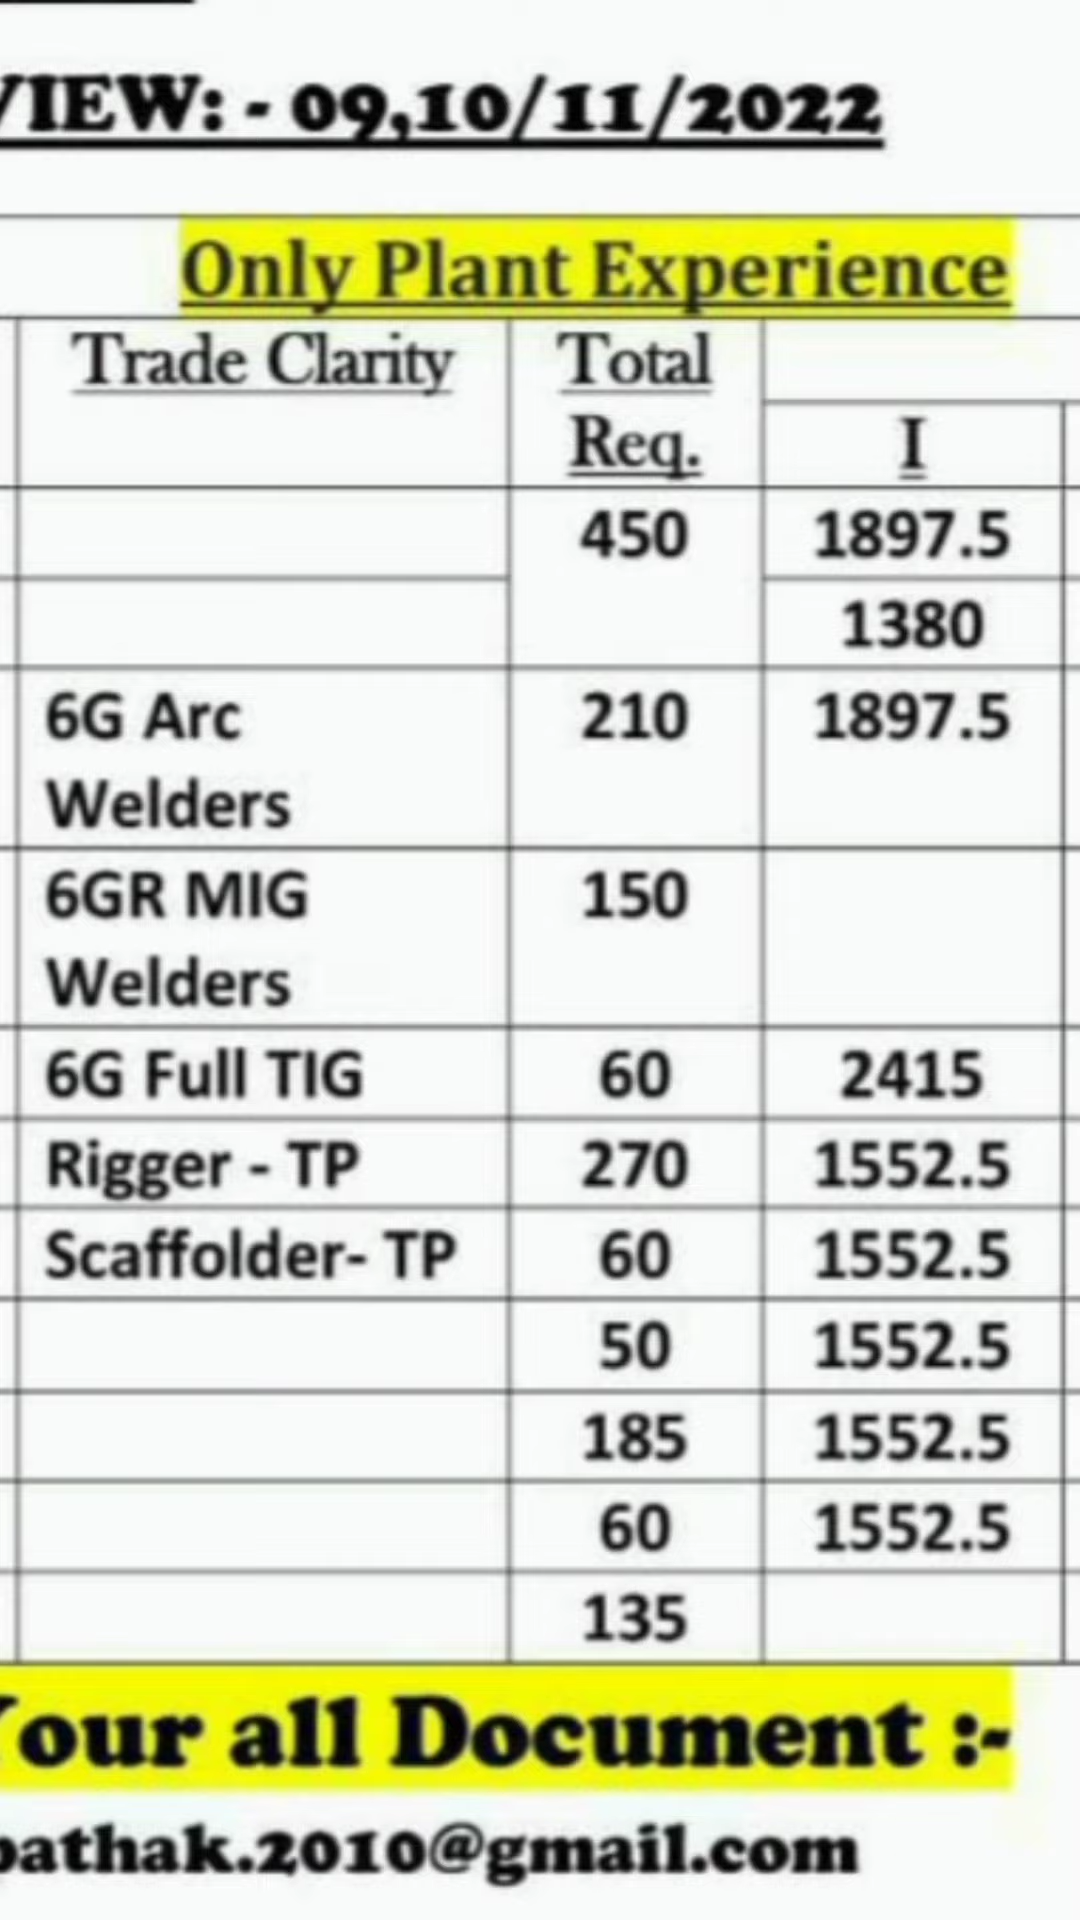 VIEW: - 09,10/11/2022
Only Plant Experience
Trade Clarity Total
Req. I
450 1897.5
1380
6G Arc 210 1897.5
Welders
6GR MIG 150
Welders
6G Full TIG 60 2415
Rigger - TP 270 1552.5
Scaffolder- TP 60 1552.5
50 1552.5
185 1552.5
60 1552.5
135
Your all Document :-
pathak.2010@gmail.com